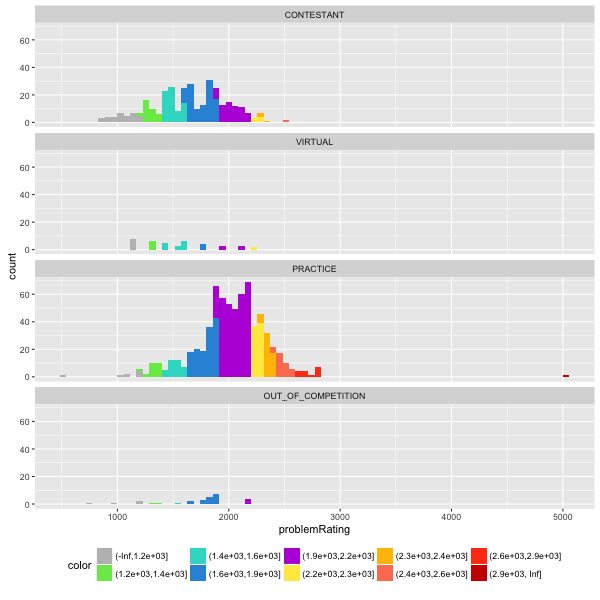 CONTESTANT
60
40
20
0
VIRTUAL
60
40
20
0
count
PRACTICE
60
40
20
0
OUT_OF_COMPETITION
60
40
20
0
1000 2000 3000 4000 5000
problemRating
color
(-Inf,1.2e+03] (1.4e+03,1.6e+03] (1.9e+03,2.2e+03] (2.3e+03,2.4e+03] (2.6e+03,2.9e+03]
(1.2e+03,1.4e+03] (1.6e+03,1.9e+03] (2.2e+03,2.3e+03] (2.4e+03,2.6e+03] (2.9e+03, Inf]